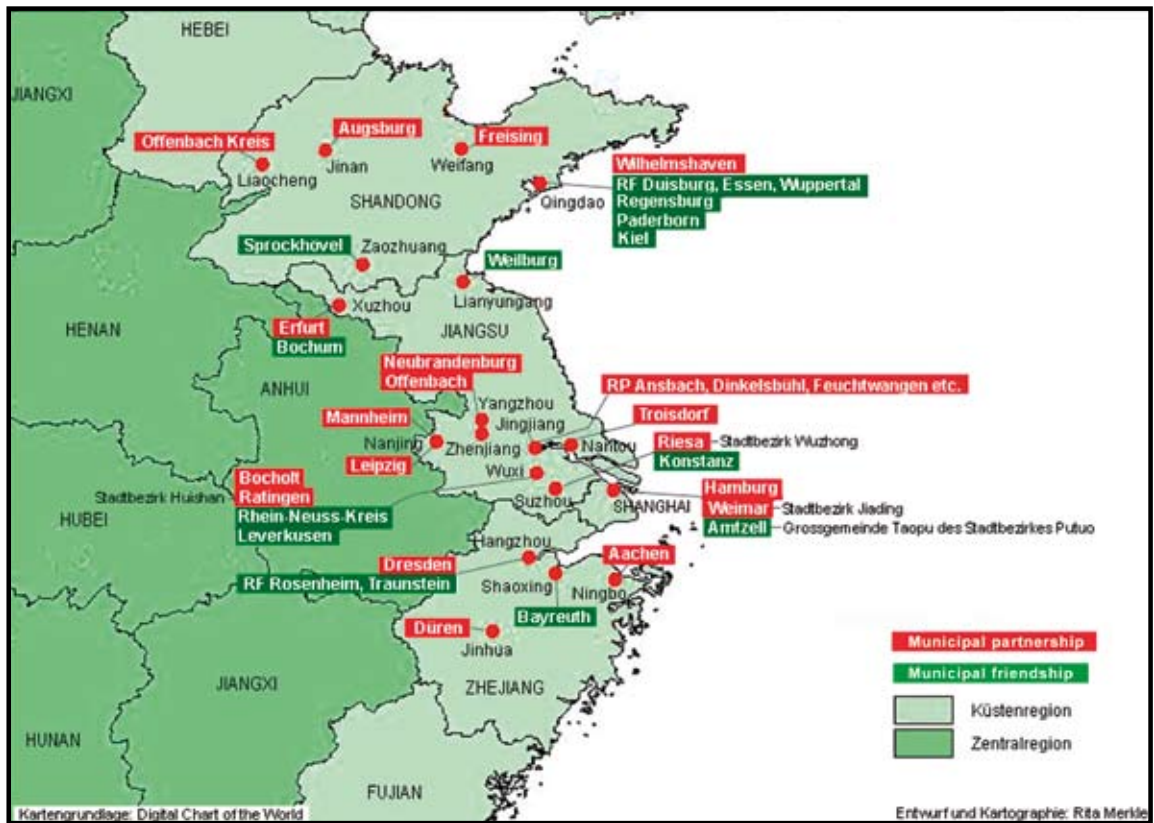 HEBEI
JIANGXI
Offenbach Kreis
Augsburg
Freising
Liaocheng
Jinan
Weifang
SHANDONG
Qingdao
Wilhelmshaven
RF Duisburg, Essen, Wuppertal
Regensburg
Paderborn
Kiel
Sprockhövel
Zaozhuang
Weilburg
Xuzhou
Lianyungang
HENAN
JIANGSU
Erfurt
Bochum
ANHUI
Neubrandenburg
Offenbach
RP Ansbach, Dinkelsbühl, Feuchtwangen etc.
Yangzhou
Jingjiang
Troisdorf
Mannheim
Nanjing
Zhenjiang
Nantou
Riesa
Stadtbezirk Wuzhong
Konstanz
Leipzig
Wuxi
Bocholt
Stadtbezirk Huishan
Ratingen
Rhein-Neuss-Kreis
Leverkusen
Suzhou
SHANGHAI
Hamburg
Weimar
Stadtbezirk Jiading
Amtzell
Grossgemeinde Taopu des Stadtbezirkes Putuo
HUBEI
Hangzhou
Dresden
RF Rosenheim, Traunstein
Shaoxing
Aachen
Ningbo
Bayreuth
Düren
Jinhua
JIANGXI
ZHEJIANG
HUNAN
FUJIAN
Municipal partnership
Municipal friendship
Küstenregion
Zentralregion
Kartengrundlage: Digital Chart of the World
Entwurf und Kartographie: Rita Merkle